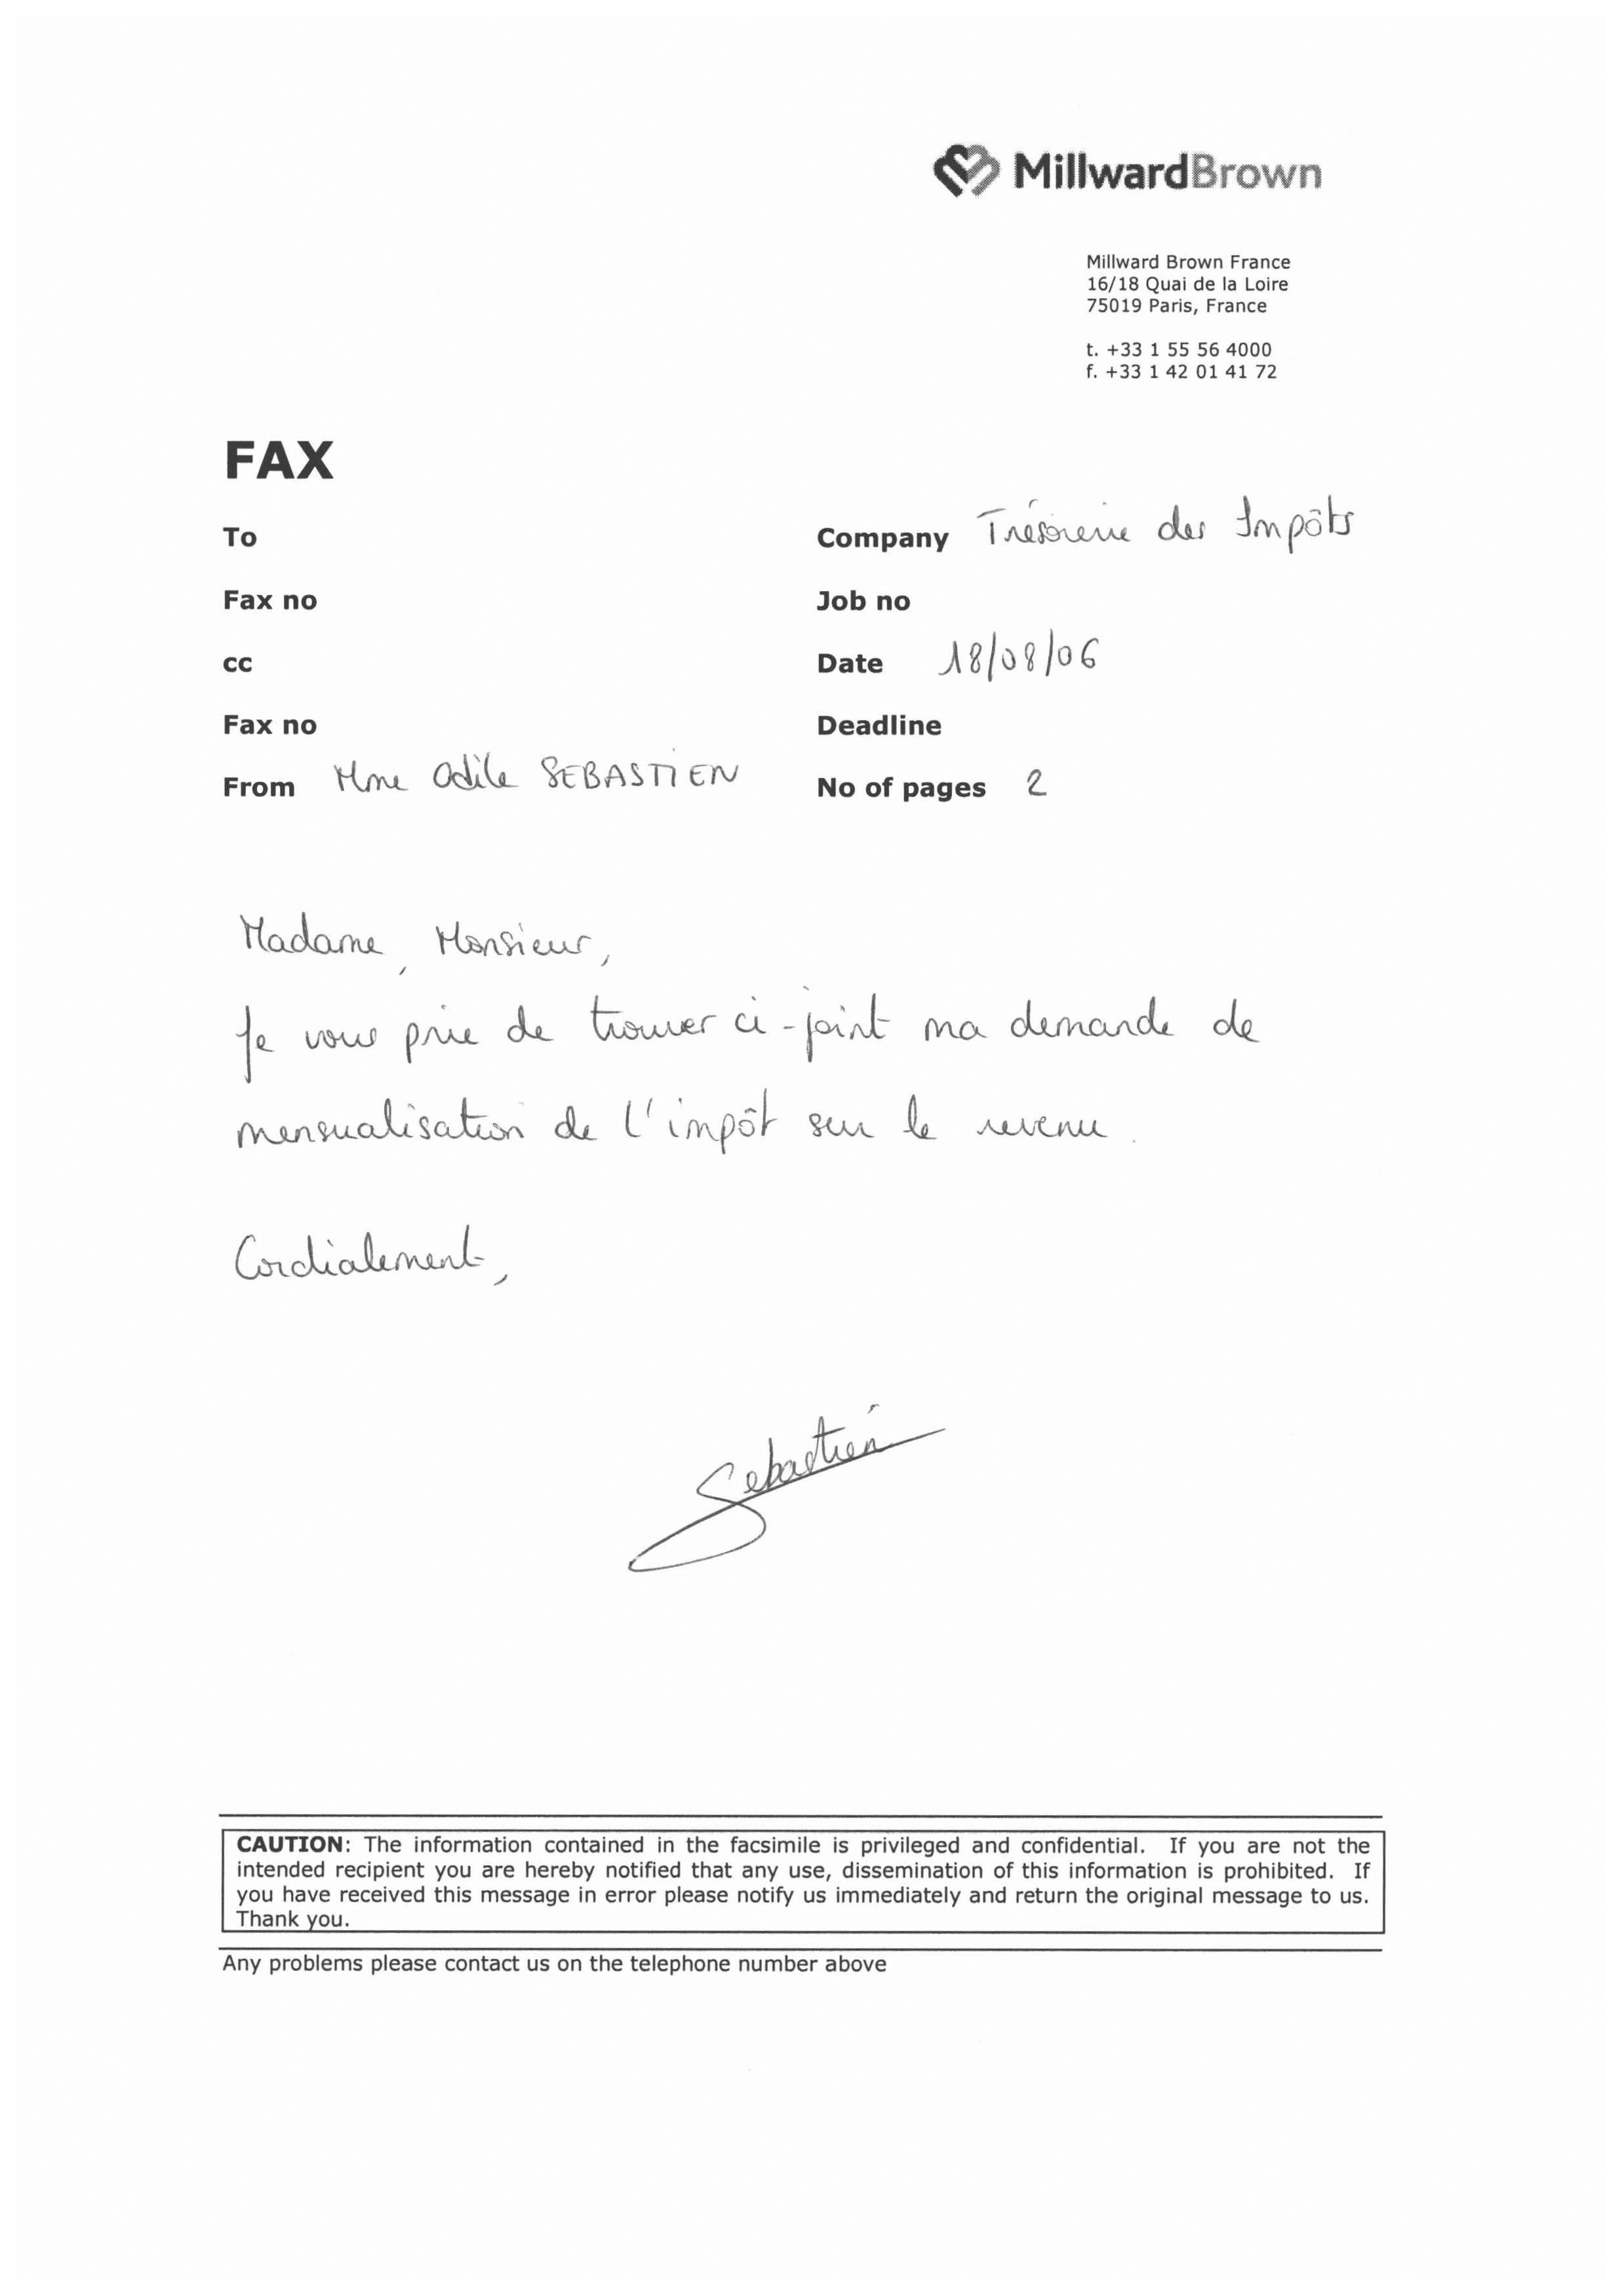 MillwardBrown
Millward Brown France
16/18 Quai de la Loire
75019 Paris, France
t. +33 1 55 56 4000
f. +33 1 42 01 41 72
FAX
To
Company Trésorerie des Impôts
Fax no
Job no
cc
Date 18/08/06
Fax no
Deadline
From Mme Odile SEBASTIEN
No of pages 2
Madame, Monsieur,
Je vous prie de trouver ci-joint ma demande de
mensualisation de l'impôt sur le revenu.
Cordialement,
Sebastien
CAUTION: The information contained in the facsimile is privileged and confidential. If you are not the
intended recipient you are hereby notified that any use, dissemination of this information is prohibited. If
you have received this message in error please notify us immediately and return the original message to us.
Thank you.
Any problems please contact us on the telephone number above